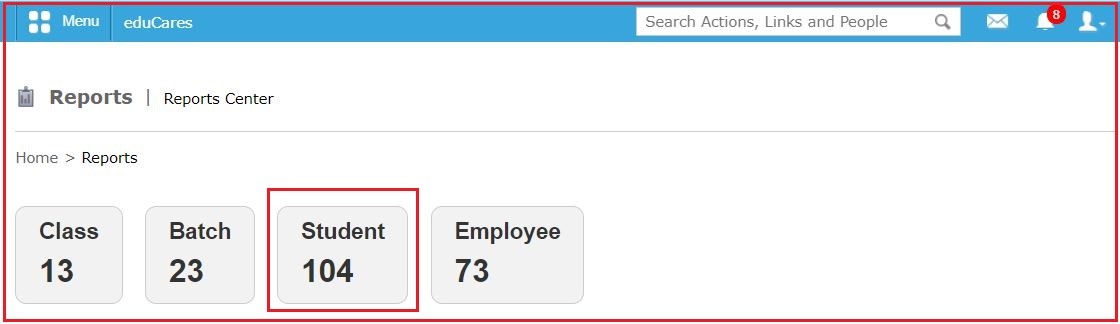 Menu eduCares Search Actions, Links and People 8
Reports | Reports Center
Home > Reports
Class Batch Student Employee
13 23 104 73